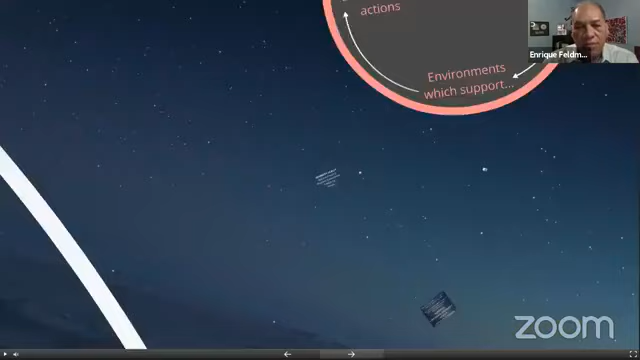 actions
Environments
which support...
Enrique Feldm...
zoom